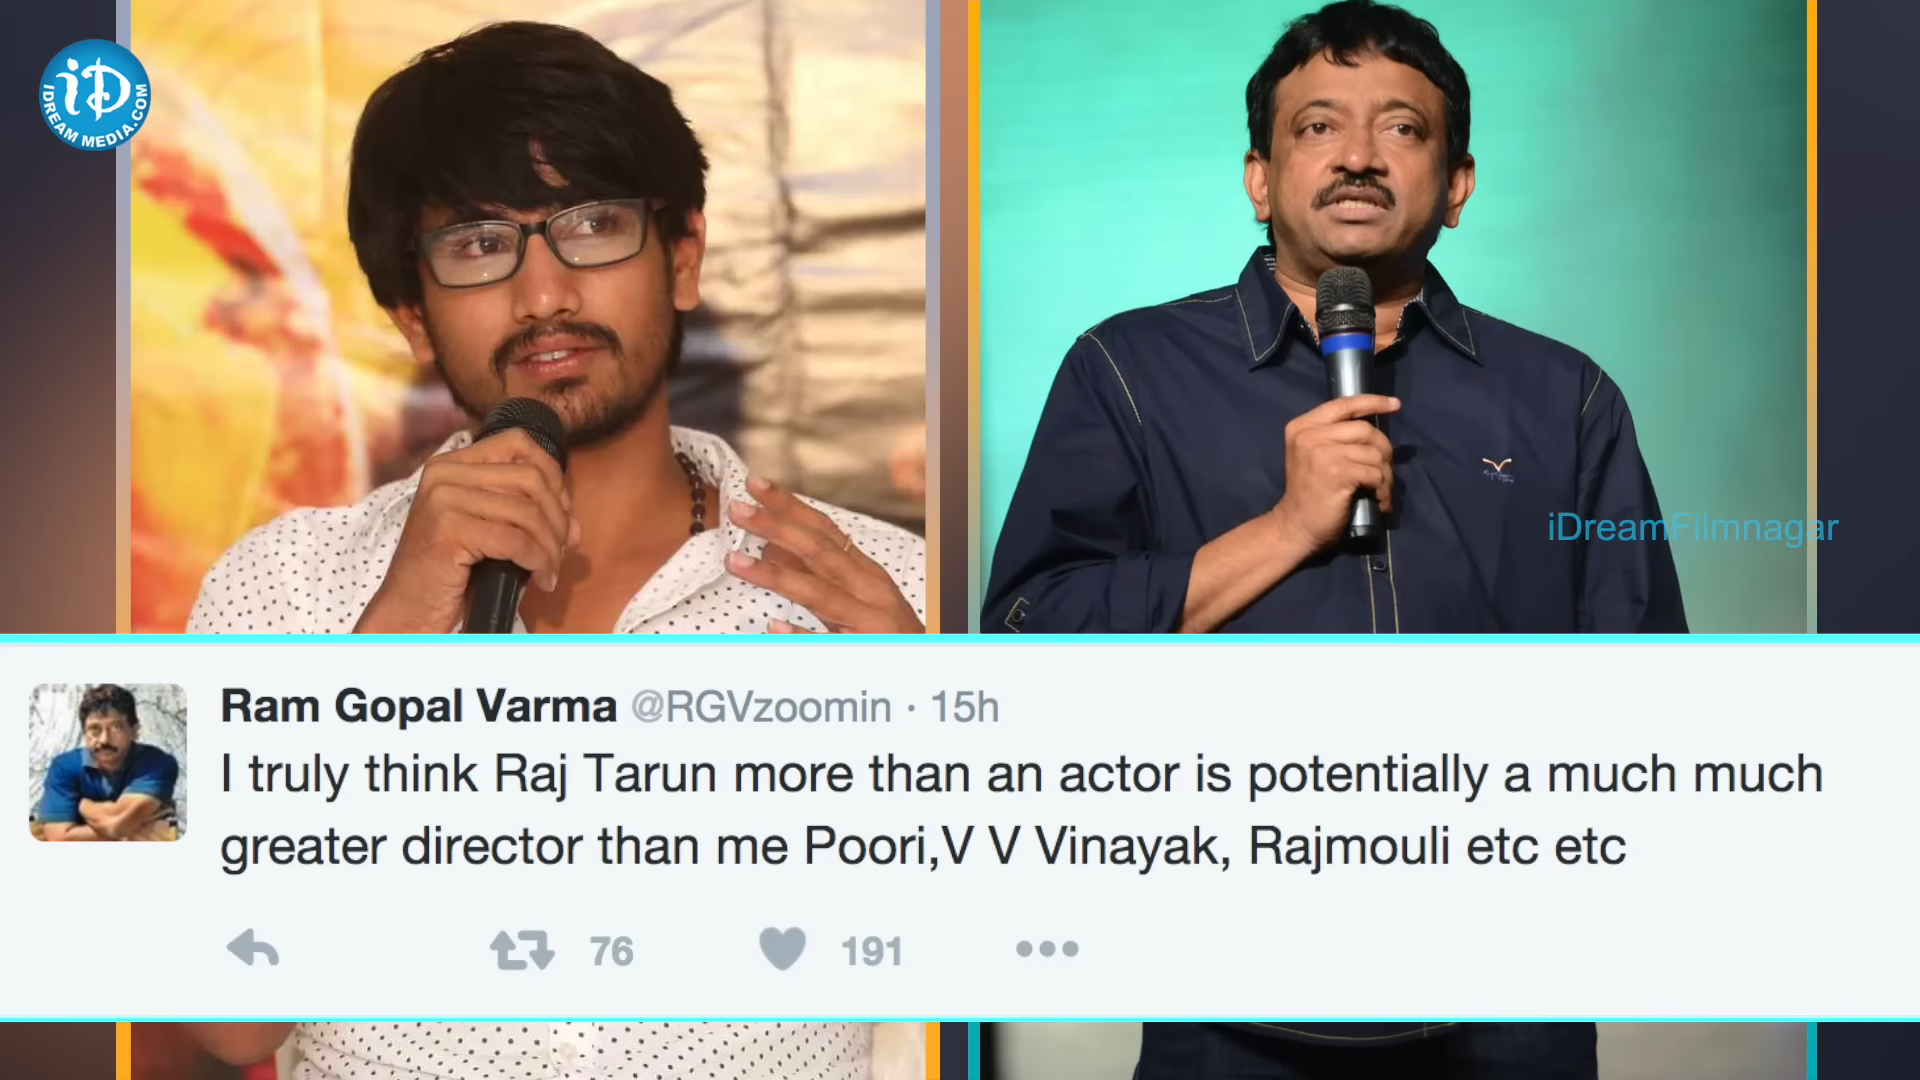 iD
IDREAM MEDIA.COM
iDreamFilmnagar
Ram Gopal Varma @RGVzoomin · 15h
I truly think Raj Tarun more than an actor is potentially a much much
greater director than me Poori,V V Vinayak, Rajmouli etc etc
76 191